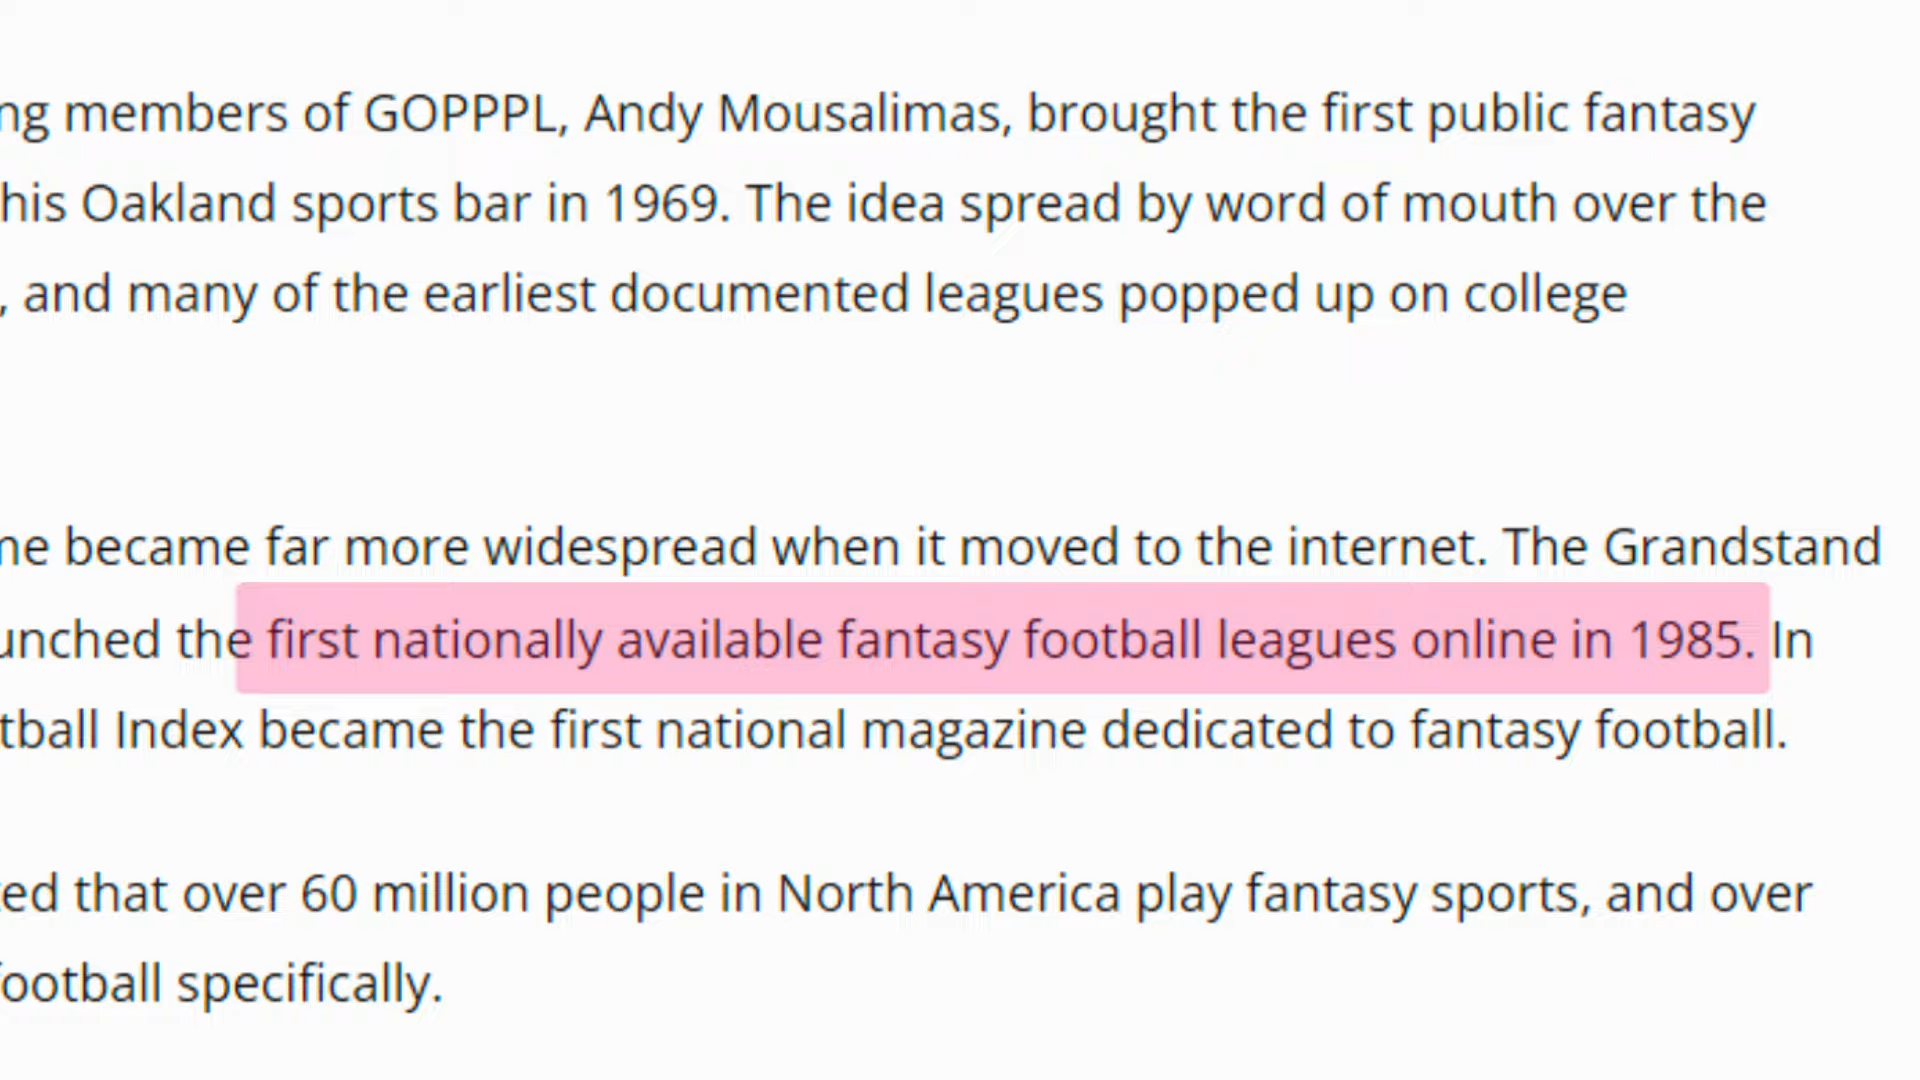 ng members of GOPPPL, Andy Mousalimas, brought the first public fantasy
his Oakland sports bar in 1969. The idea spread by word of mouth over the
, and many of the earliest documented leagues popped up on college
me became far more widespread when it moved to the internet. The Grandstand
unched the first nationally available fantasy football leagues online in 1985. In
tball Index became the first national magazine dedicated to fantasy football.
ted that over 60 million people in North America play fantasy sports, and over
football specifically.